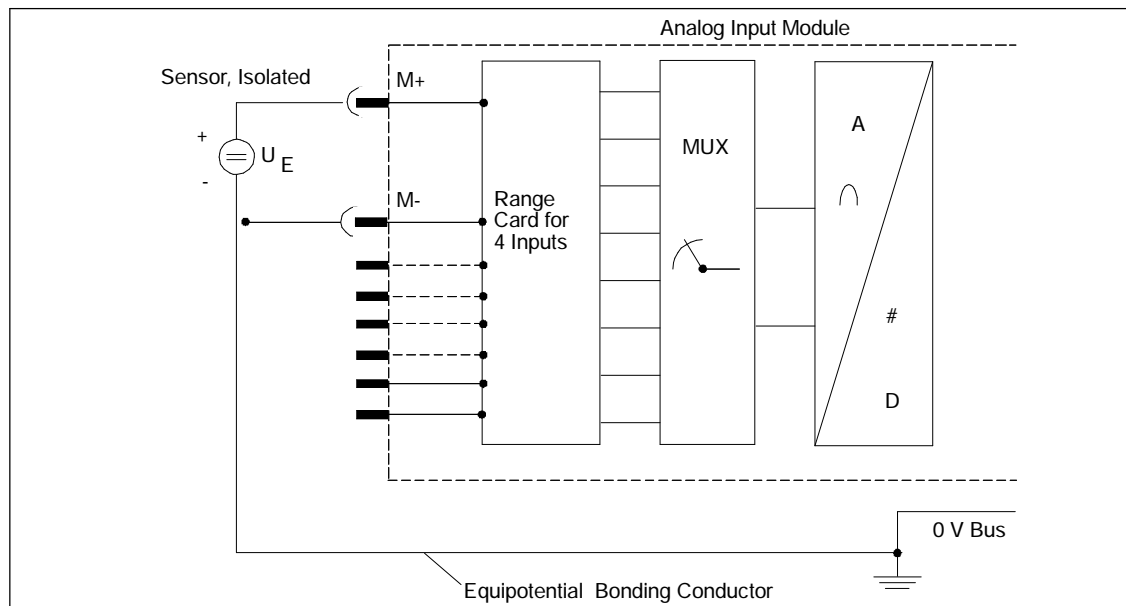 Analog Input Module
Sensor, Isolated
M+
+
U E
-
M-
Range
Card for
4 Inputs
MUX
A
#
D
0 V Bus
Equipotential Bonding Conductor